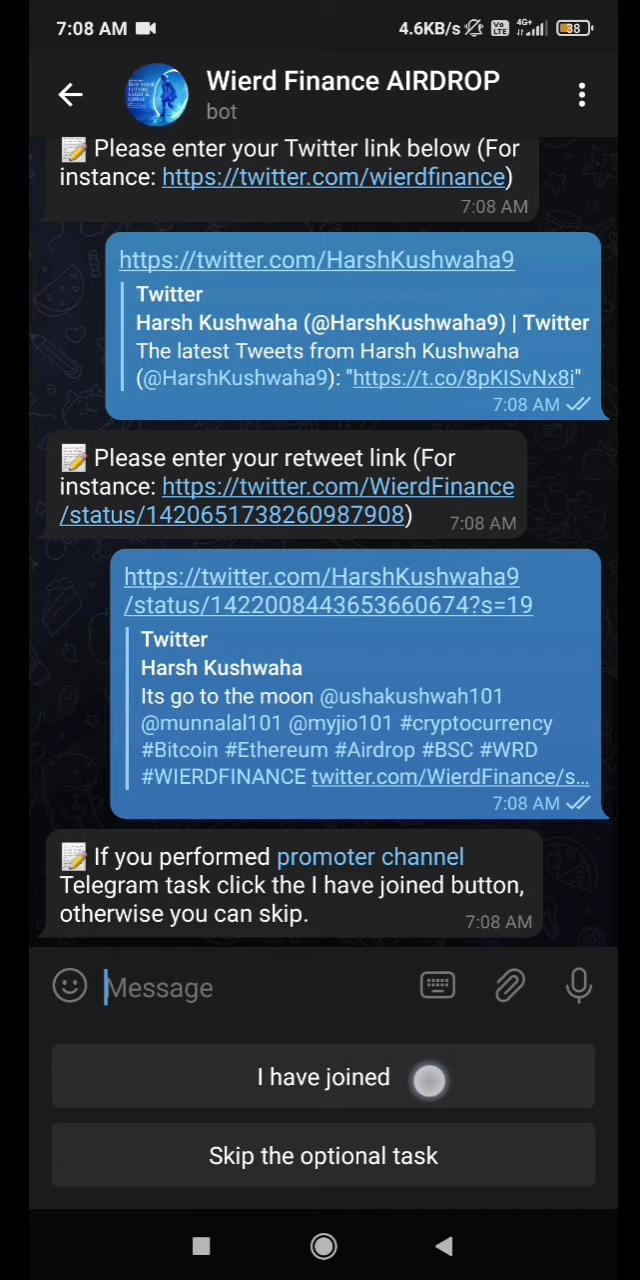 7:08 AM 4.6KB/s Vo LTE 4G+ 38
Wierd Finance AIRDROP
bot
📝 Please enter your Twitter link below (For
instance: https://twitter.com/wierdfinance)
7:08 AM
https://twitter.com/HarshKushwaha9
Twitter
Harsh Kushwaha (@HarshKushwaha9) | Twitter
The latest Tweets from Harsh Kushwaha
(@HarshKushwaha9): "https://t.co/8pKISvNx8i"
7:08 AM
📝 Please enter your retweet link (For
instance: https://twitter.com/WierdFinance
/status/1420651738260987908) 7:08 AM
https://twitter.com/HarshKushwaha9
/status/1422008443653660674?s=19
Twitter
Harsh Kushwaha
Its go to the moon @ushakushwah101
@munnalal101 @myjio101 #cryptocurrency
#Bitcoin #Ethereum #Airdrop #BSC #WRD
#WIERDFINANCE twitter.com/WierdFinance/s...
7:08 AM
📝 If you performed promoter channel
Telegram task click the I have joined button,
otherwise you can skip. 7:08 AM
Message
I have joined
Skip the optional task